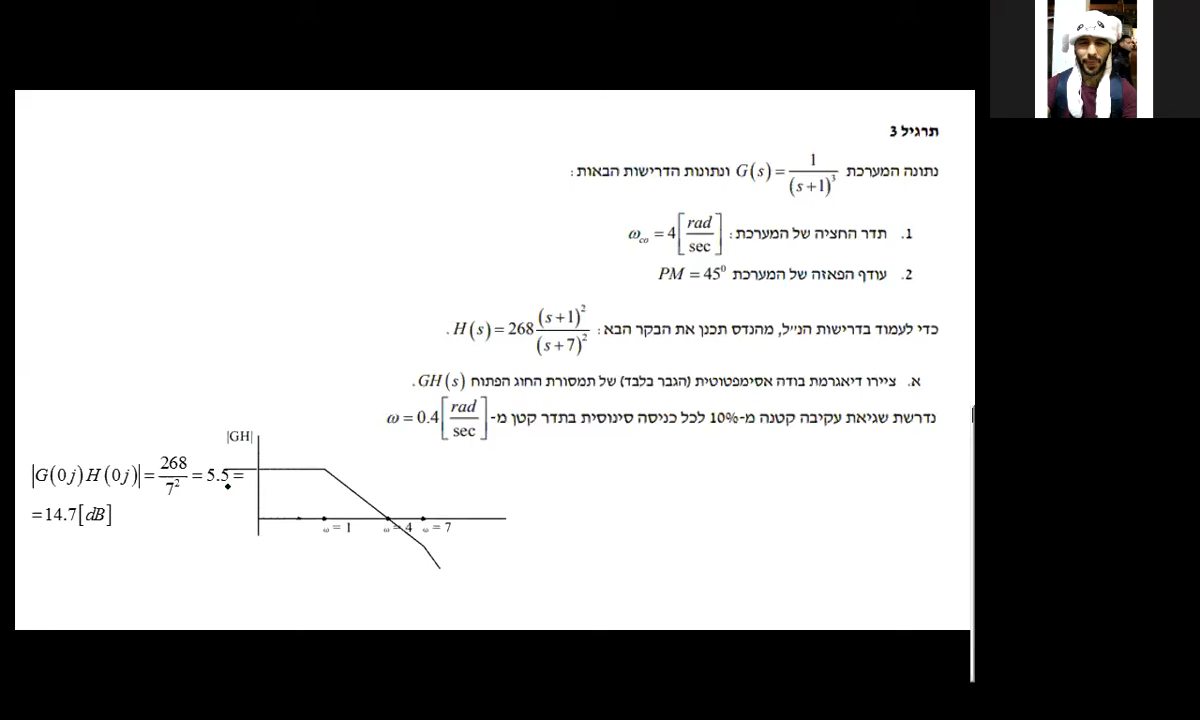 תרגיל 3
נתונה המערכת G(s) = 1/(s+1)^3 ונתונות הדרישות הבאות :
1. תדר החציה של המערכת : ω_co = 4 [rad/sec]
2. עודף הפאזה של המערכת PM = 45^0
כדי לעמוד בדרישות הנ״ל, מהנדס תכנן את הבקר הבא : H(s) = 268 (s+1)^2/(s+7)^2 .
א. ציירו דיאגרמת בודה אסימפטוטית (הגבר בלבד) של תמסורת החוג הפתוח GH(s) .
נדרשת שגיאת עקיבה קטנה מ-10% לכל כניסה סינוסית בתדר קטן מ- ω = 0.4 [rad/sec]
|GH|
|G(0j)H(0j)| = 268/7^2 = 5.5 =
= 14.7 [dB]
ω = 1 ω = 4 ω = 7